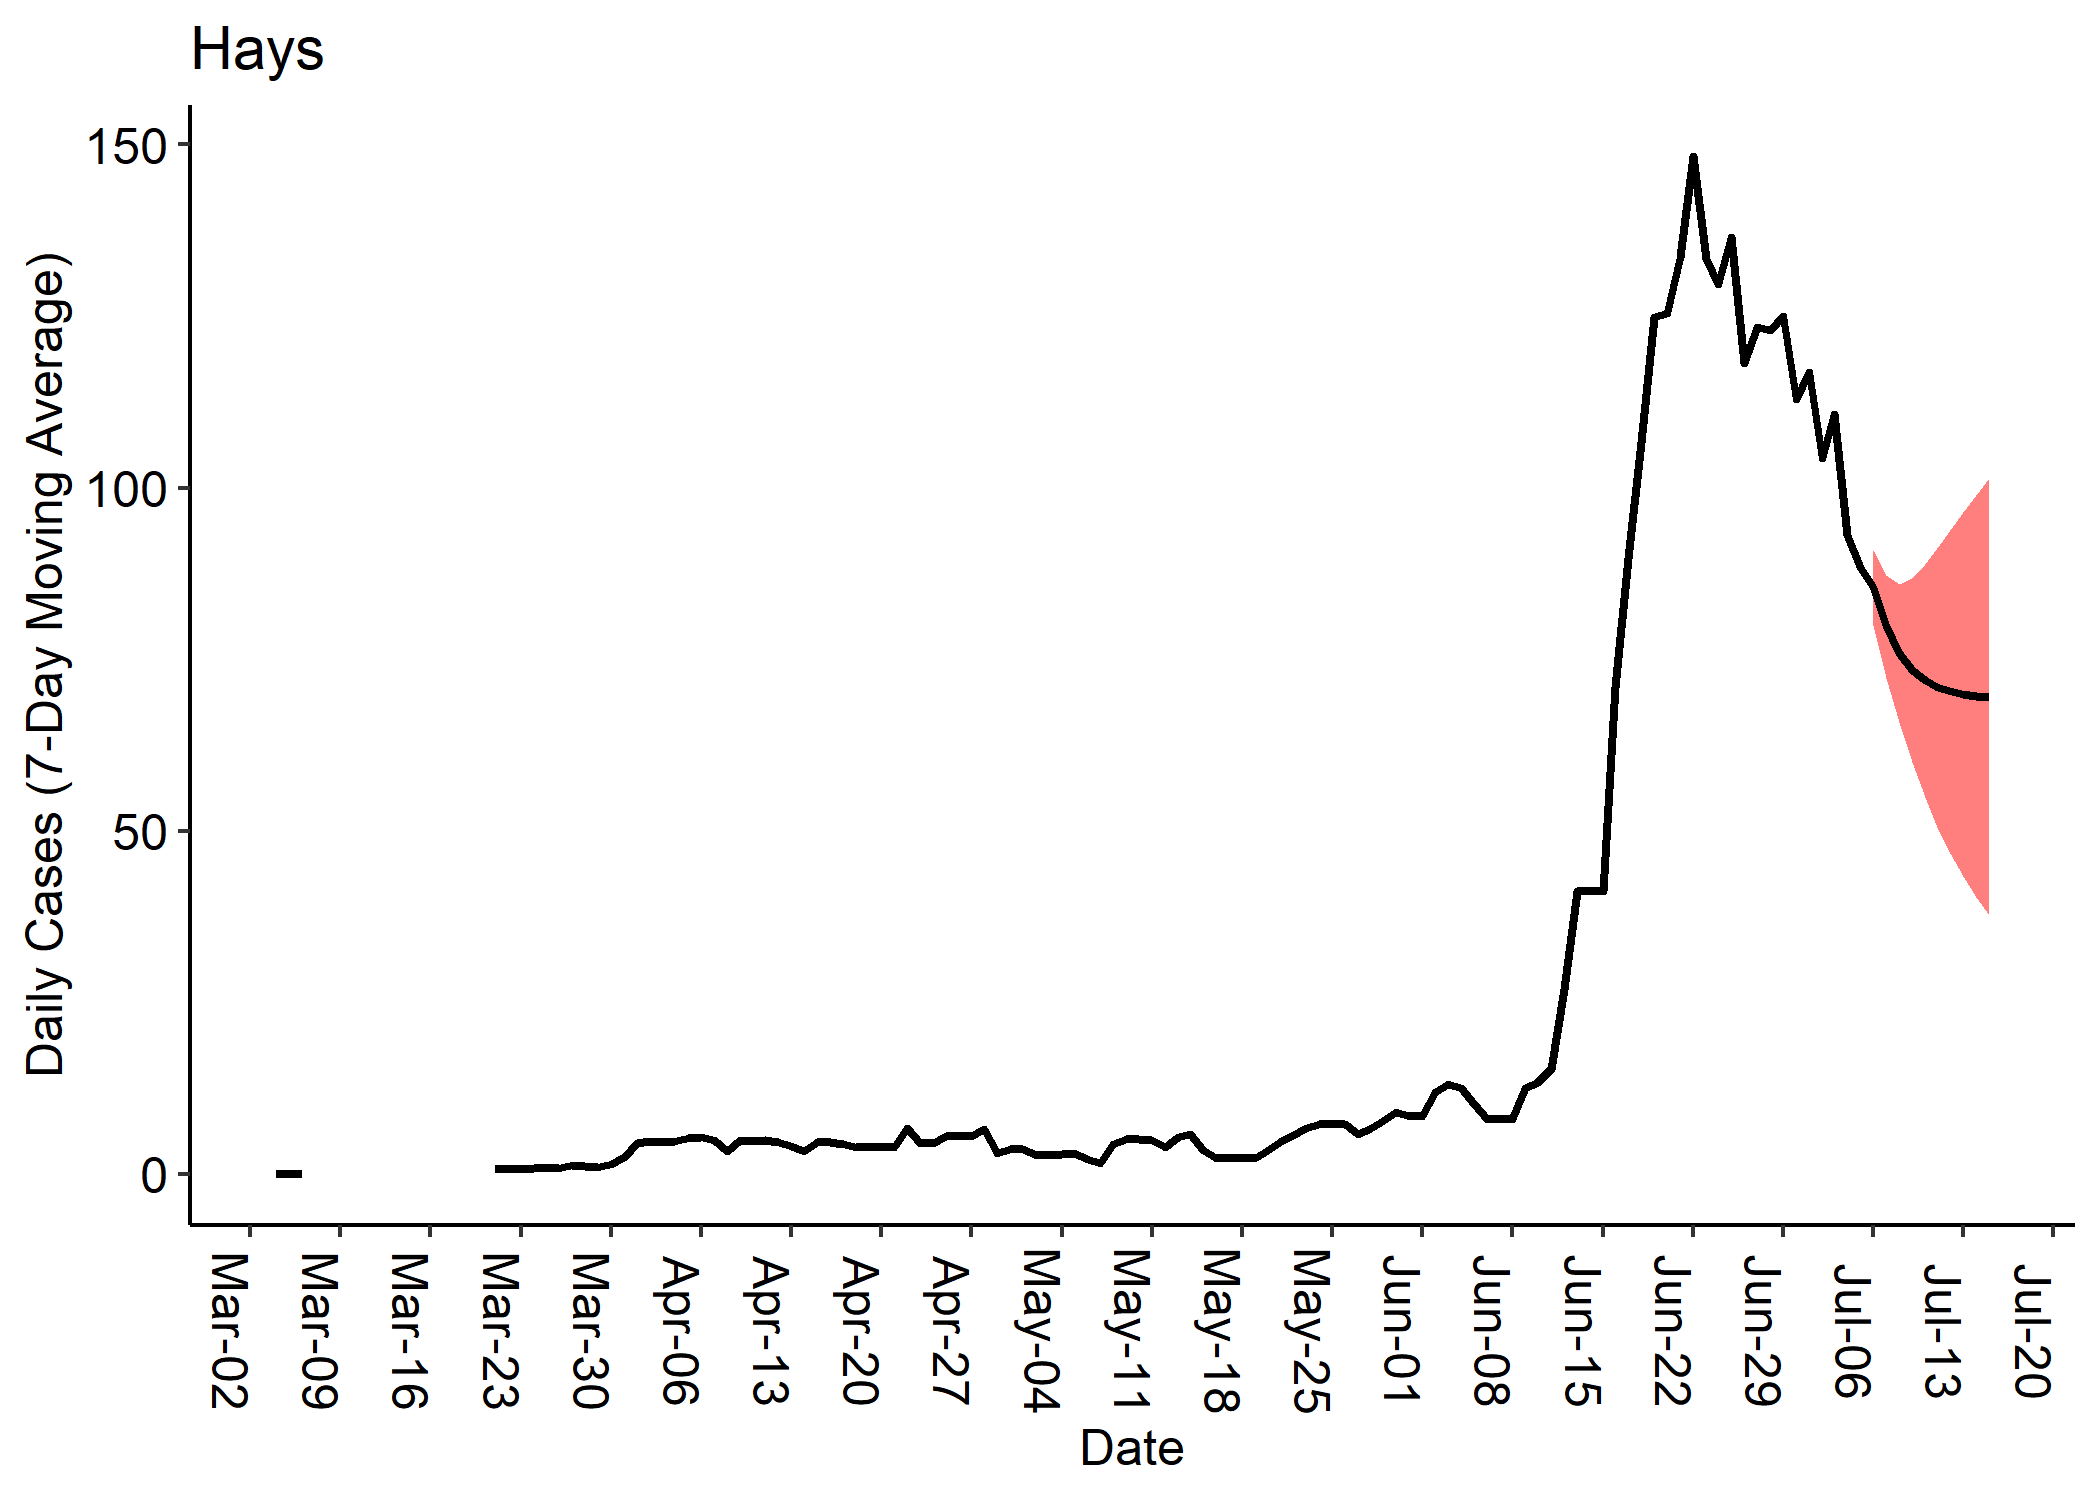 Hays
Daily Cases (7-Day Moving Average)
150
100
50
0
Mar-02
Mar-09
Mar-16
Mar-23
Mar-30
Apr-06
Apr-13
Apr-20
Apr-27
May-04
May-11
May-18
May-25
Jun-01
Jun-08
Jun-15
Jun-22
Jun-29
Jul-06
Jul-13
Jul-20
Date